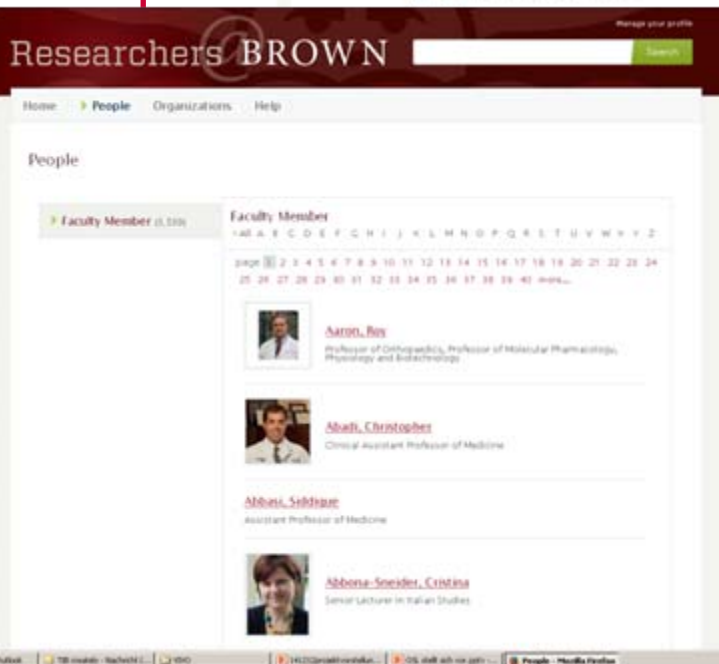 Manage your profile
Researchers @ BROWN
Search
Home People Organizations Help
People
Faculty Member
Faculty Member
A B C D E F G H I J K L M N O P Q R S T U V W X Y Z
page 1 2 3 4 5 6 7 8 9 10 11 12 13 14 15 16 17 18 19 20 21 22 23 24
25 26 27 28 29 30 31 32 33 34 35 36 37 38 39 40 more...
Aaron, Roy
Professor of Orthopaedics, Professor of Molecular Pharmacology,
Physiology and Biotechnology
Abadi, Christopher
Clinical Assistant Professor of Medicine
Abbasi, Siddique
Assistant Professor of Medicine
Abbona-Sneider, Cristina
Senior Lecturer in Italian Studies
People - Mozilla Firefox